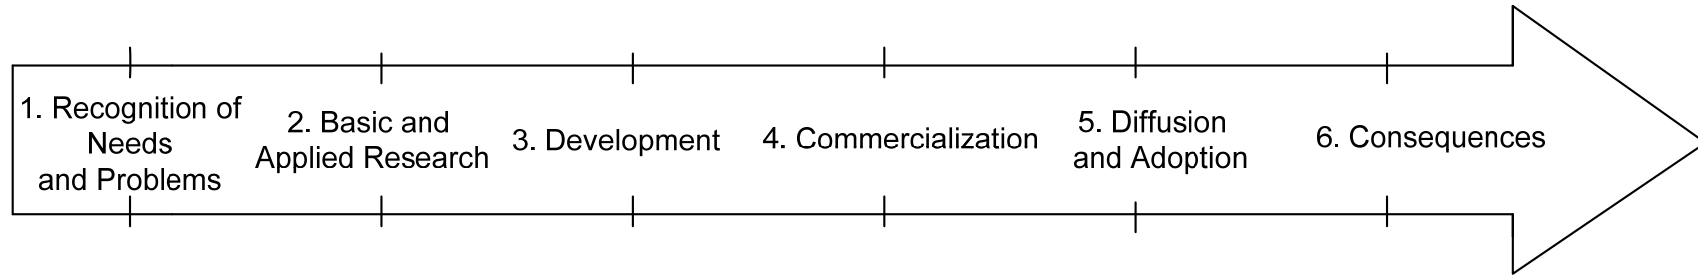 1. Recognition of
Needs
and Problems
2. Basic and
Applied Research
3. Development
4. Commercialization
5. Diffusion
and Adoption
6. Consequences